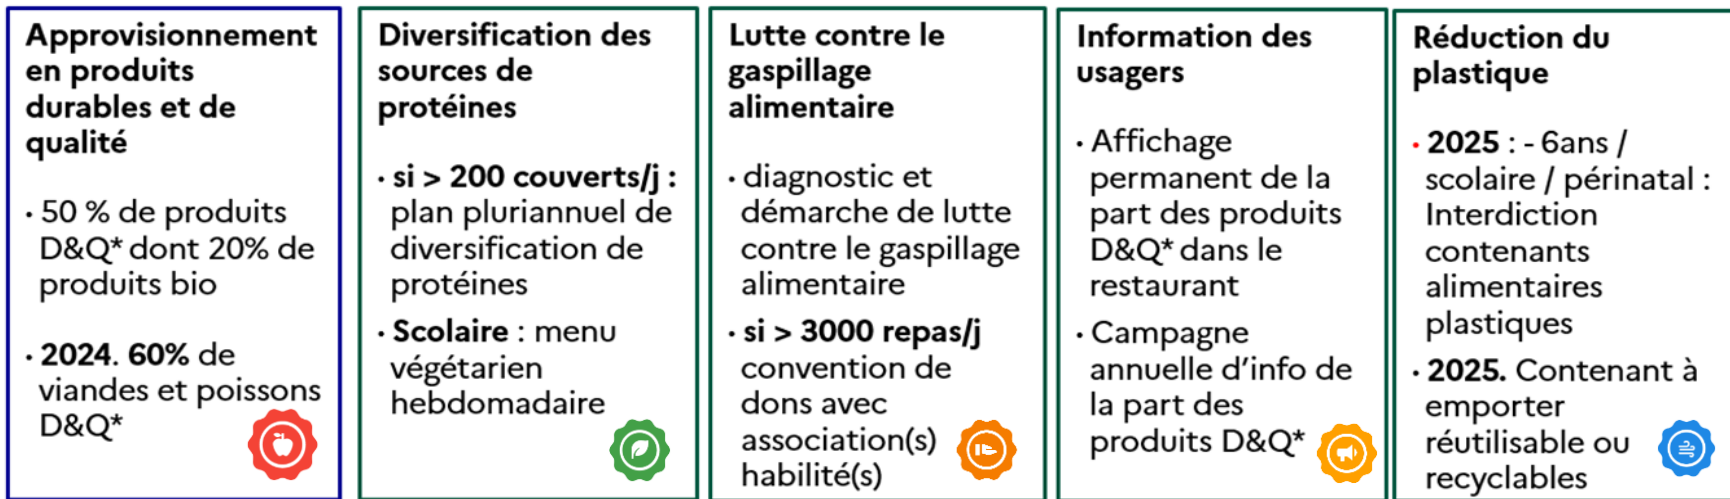 Approvisionnement
en produits
durables et de
qualité
· 50 % de produits
D&Q* dont 20% de
produits bio
· 2024. 60% de
viandes et poissons
D&Q*
Diversification des
sources de
protéines
· si > 200 couverts/j :
plan pluriannuel de
diversification de
protéines
· Scolaire : menu
végétarien
hebdomadaire
Lutte contre le
gaspillage
alimentaire
· diagnostic et
démarche de lutte
contre le gaspillage
alimentaire
· si > 3000 repas/j
convention de
dons avec
association(s)
habilité(s)
Information des
usagers
· Affichage
permanent de la
part des produits
D&Q* dans le
restaurant
· Campagne
annuelle d’info de
la part des
produits D&Q*
Réduction du
plastique
· 2025 : - 6ans /
scolaire / périnatal :
Interdiction
contenants
alimentaires
plastiques
· 2025. Contenant à
emporter
réutilisable ou
recyclables